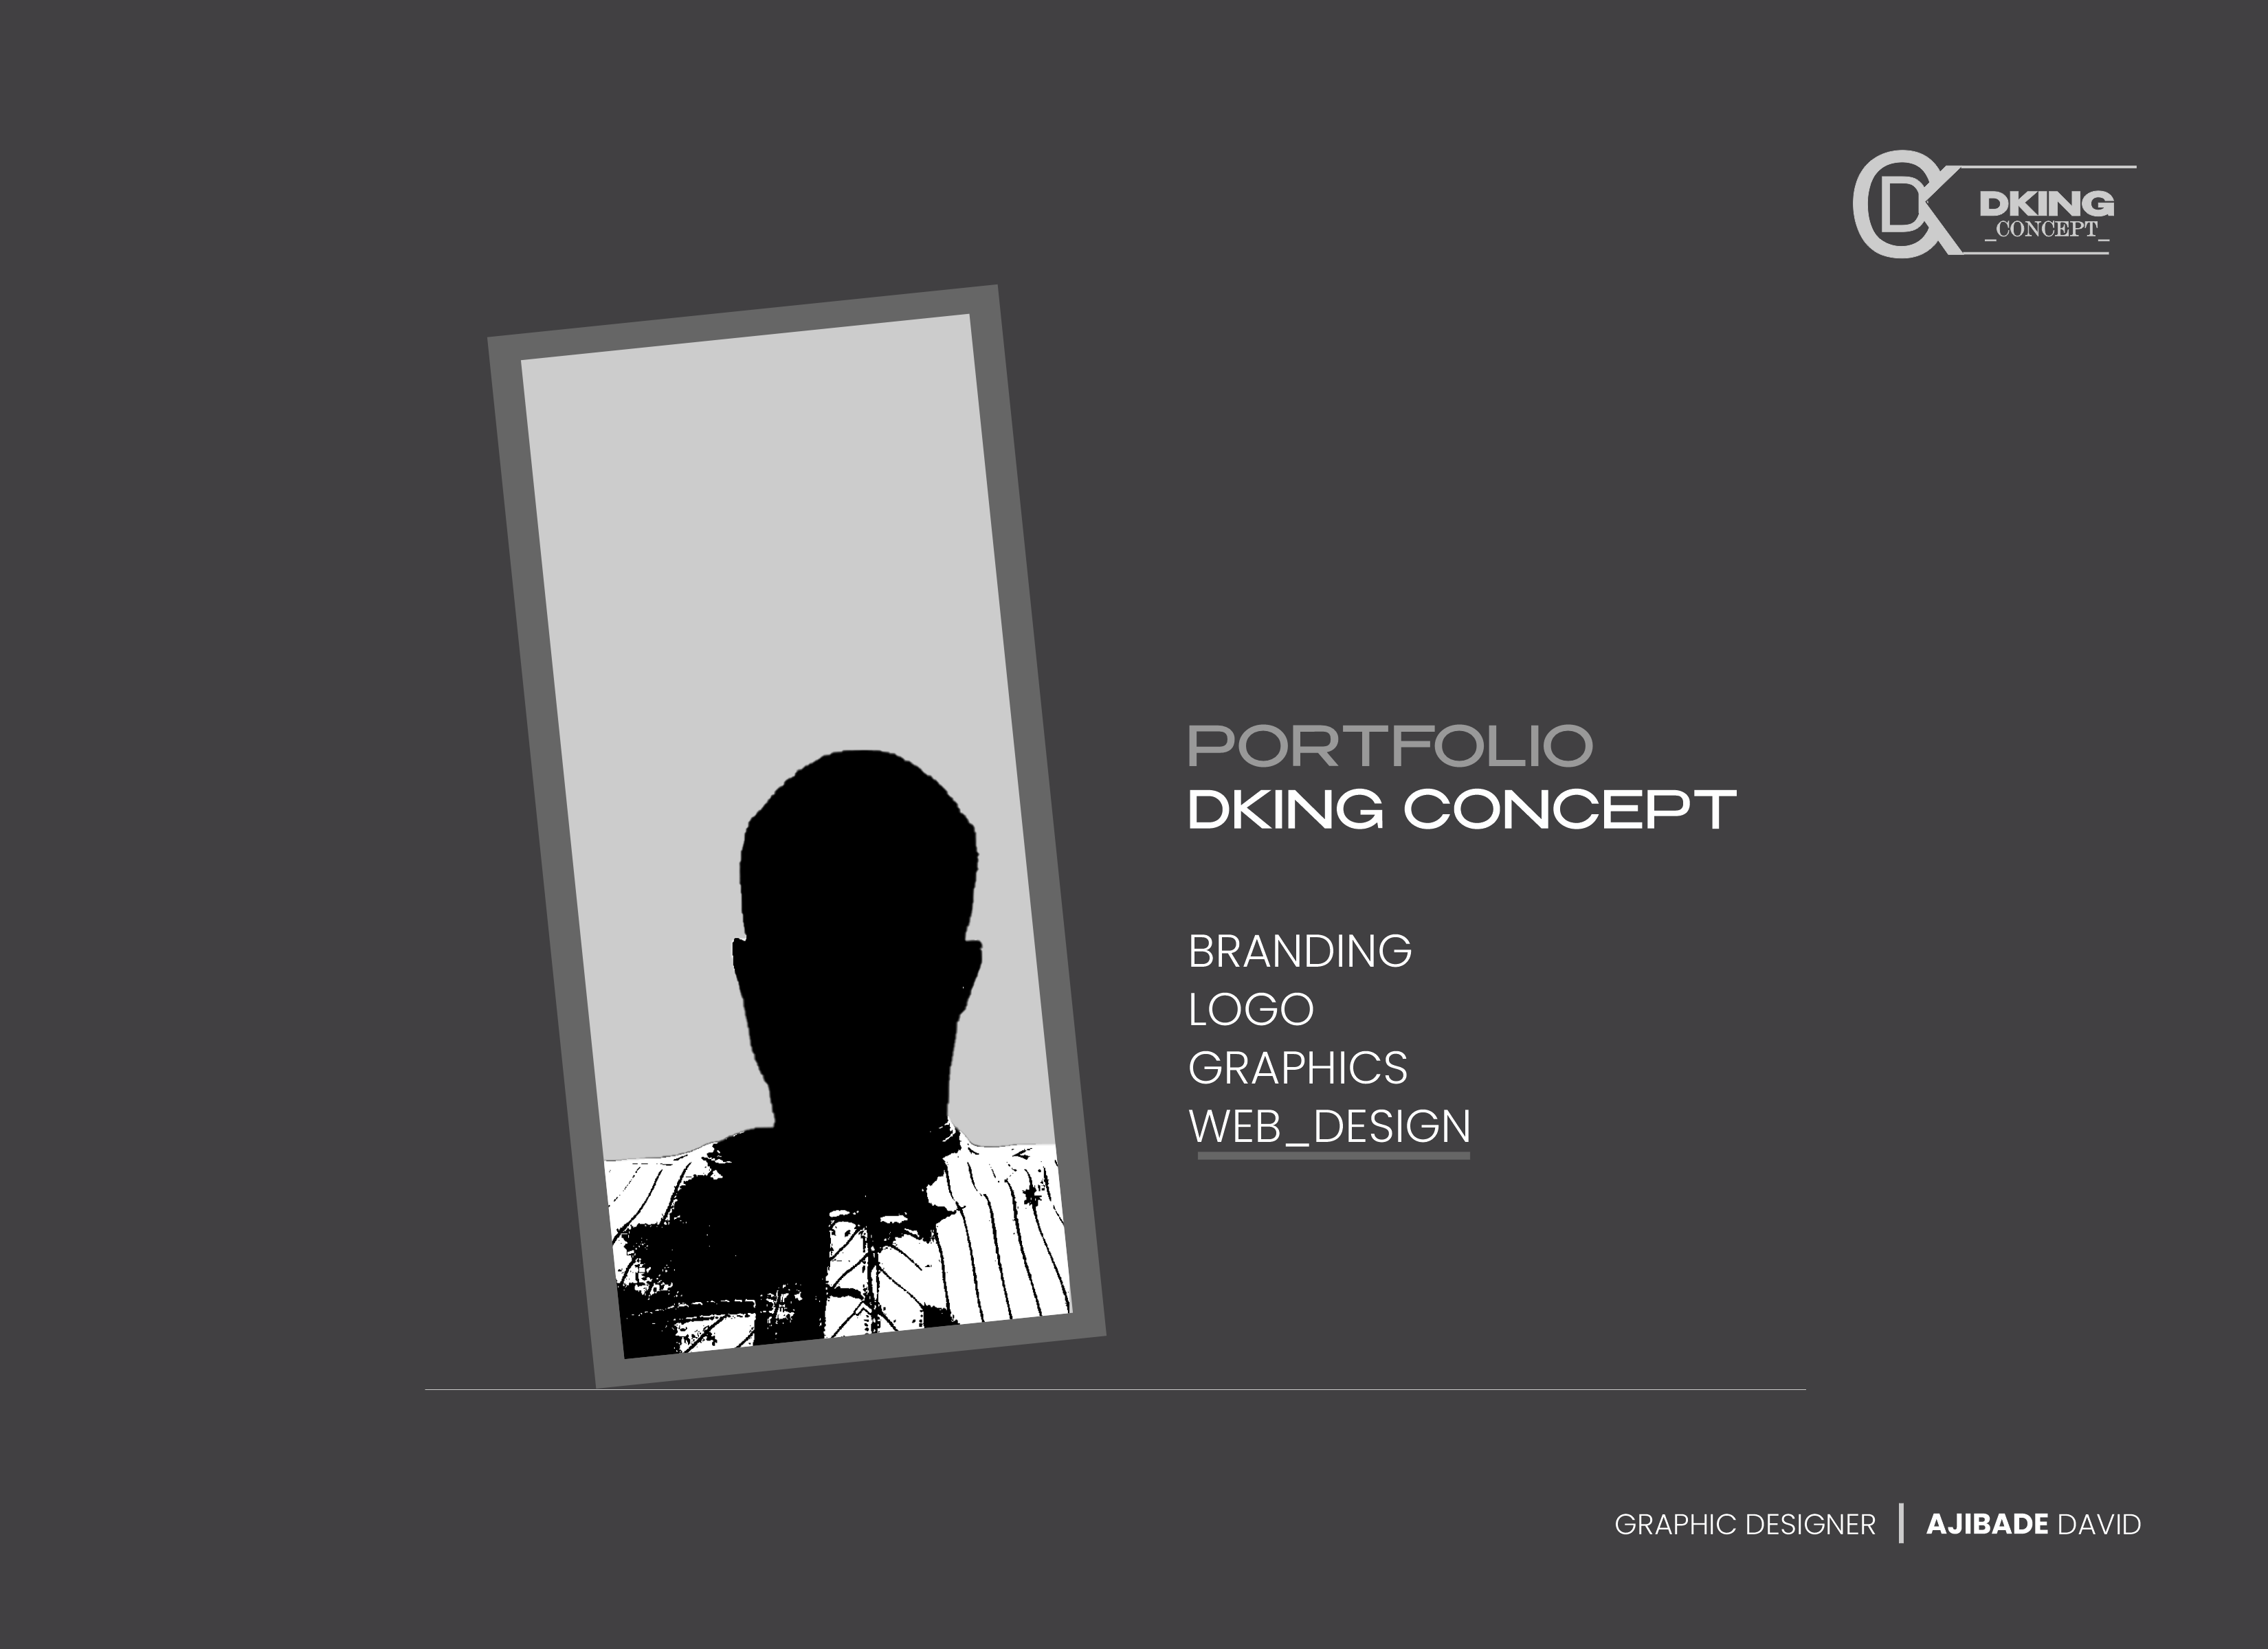 DKING
_CONCEPT_
PORTFOLIO
DKING CONCEPT
BRANDING
LOGO
GRAPHICS
WEB_DESIGN
GRAPHIC DESIGNER | AJIBADE DAVID